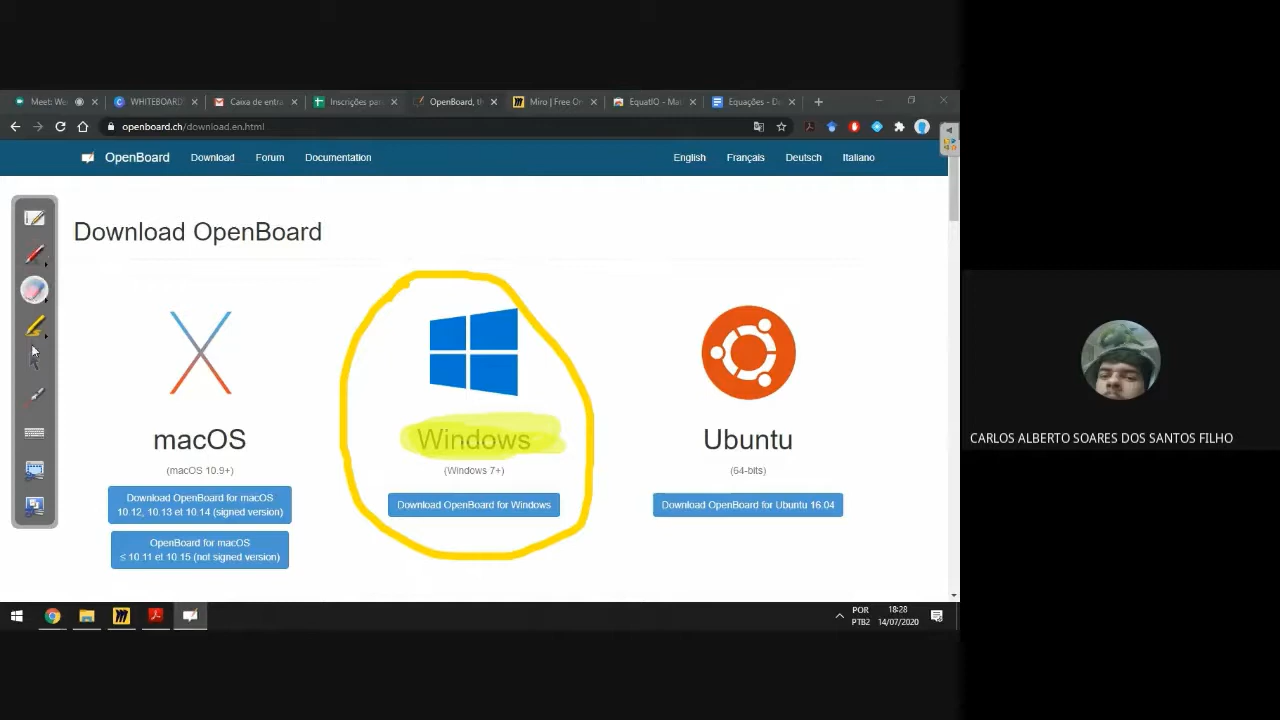 Meet: Wo
WHITEBOARD
Caixa de entra
Inscrições par
OpenBoard, th
Miro | Free On
EquatIO - Mat
Equações - Do
openboard.ch/download.en.html
OpenBoard
Download
Forum
Documentation
English
Français
Deutsch
Italiano
Download OpenBoard
macOS
(macOS 10.9+)
Download OpenBoard for macOS
10.12, 10.13 et 10.14 (signed version)
OpenBoard for macOS
≤ 10.11 et 10.15 (not signed version)
Windows
(Windows 7+)
Download OpenBoard for Windows
Ubuntu
(64-bits)
Download OpenBoard for Ubuntu 16.04
CARLOS ALBERTO SOARES DOS SANTOS FILHO
POR
PTB2
18:28
14/07/2020